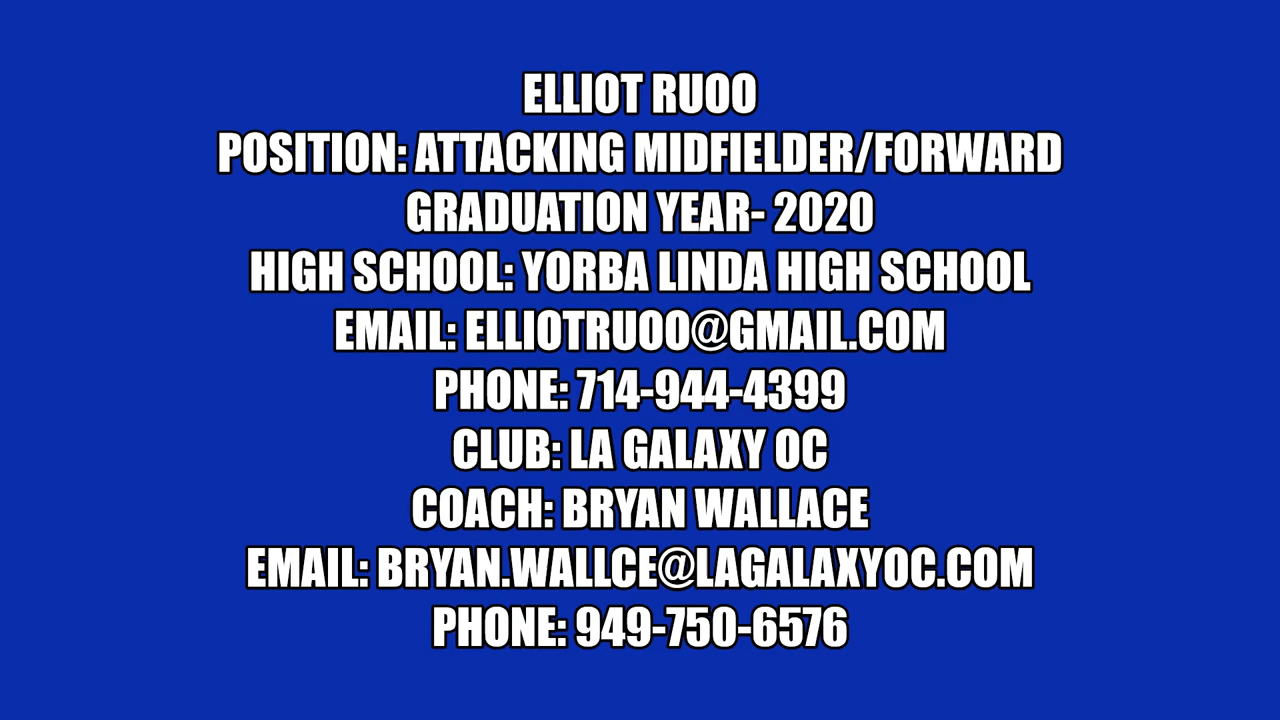 ELLIOT RUOO
POSITION: ATTACKING MIDFIELDER/FORWARD
GRADUATION YEAR- 2020
HIGH SCHOOL: YORBA LINDA HIGH SCHOOL
EMAIL: ELLIOTRUOO@GMAIL.COM
PHONE: 714-944-4399
CLUB: LA GALAXY OC
COACH: BRYAN WALLACE
EMAIL: BRYAN.WALLCE@LAGALAXYOC.COM
PHONE: 949-750-6576